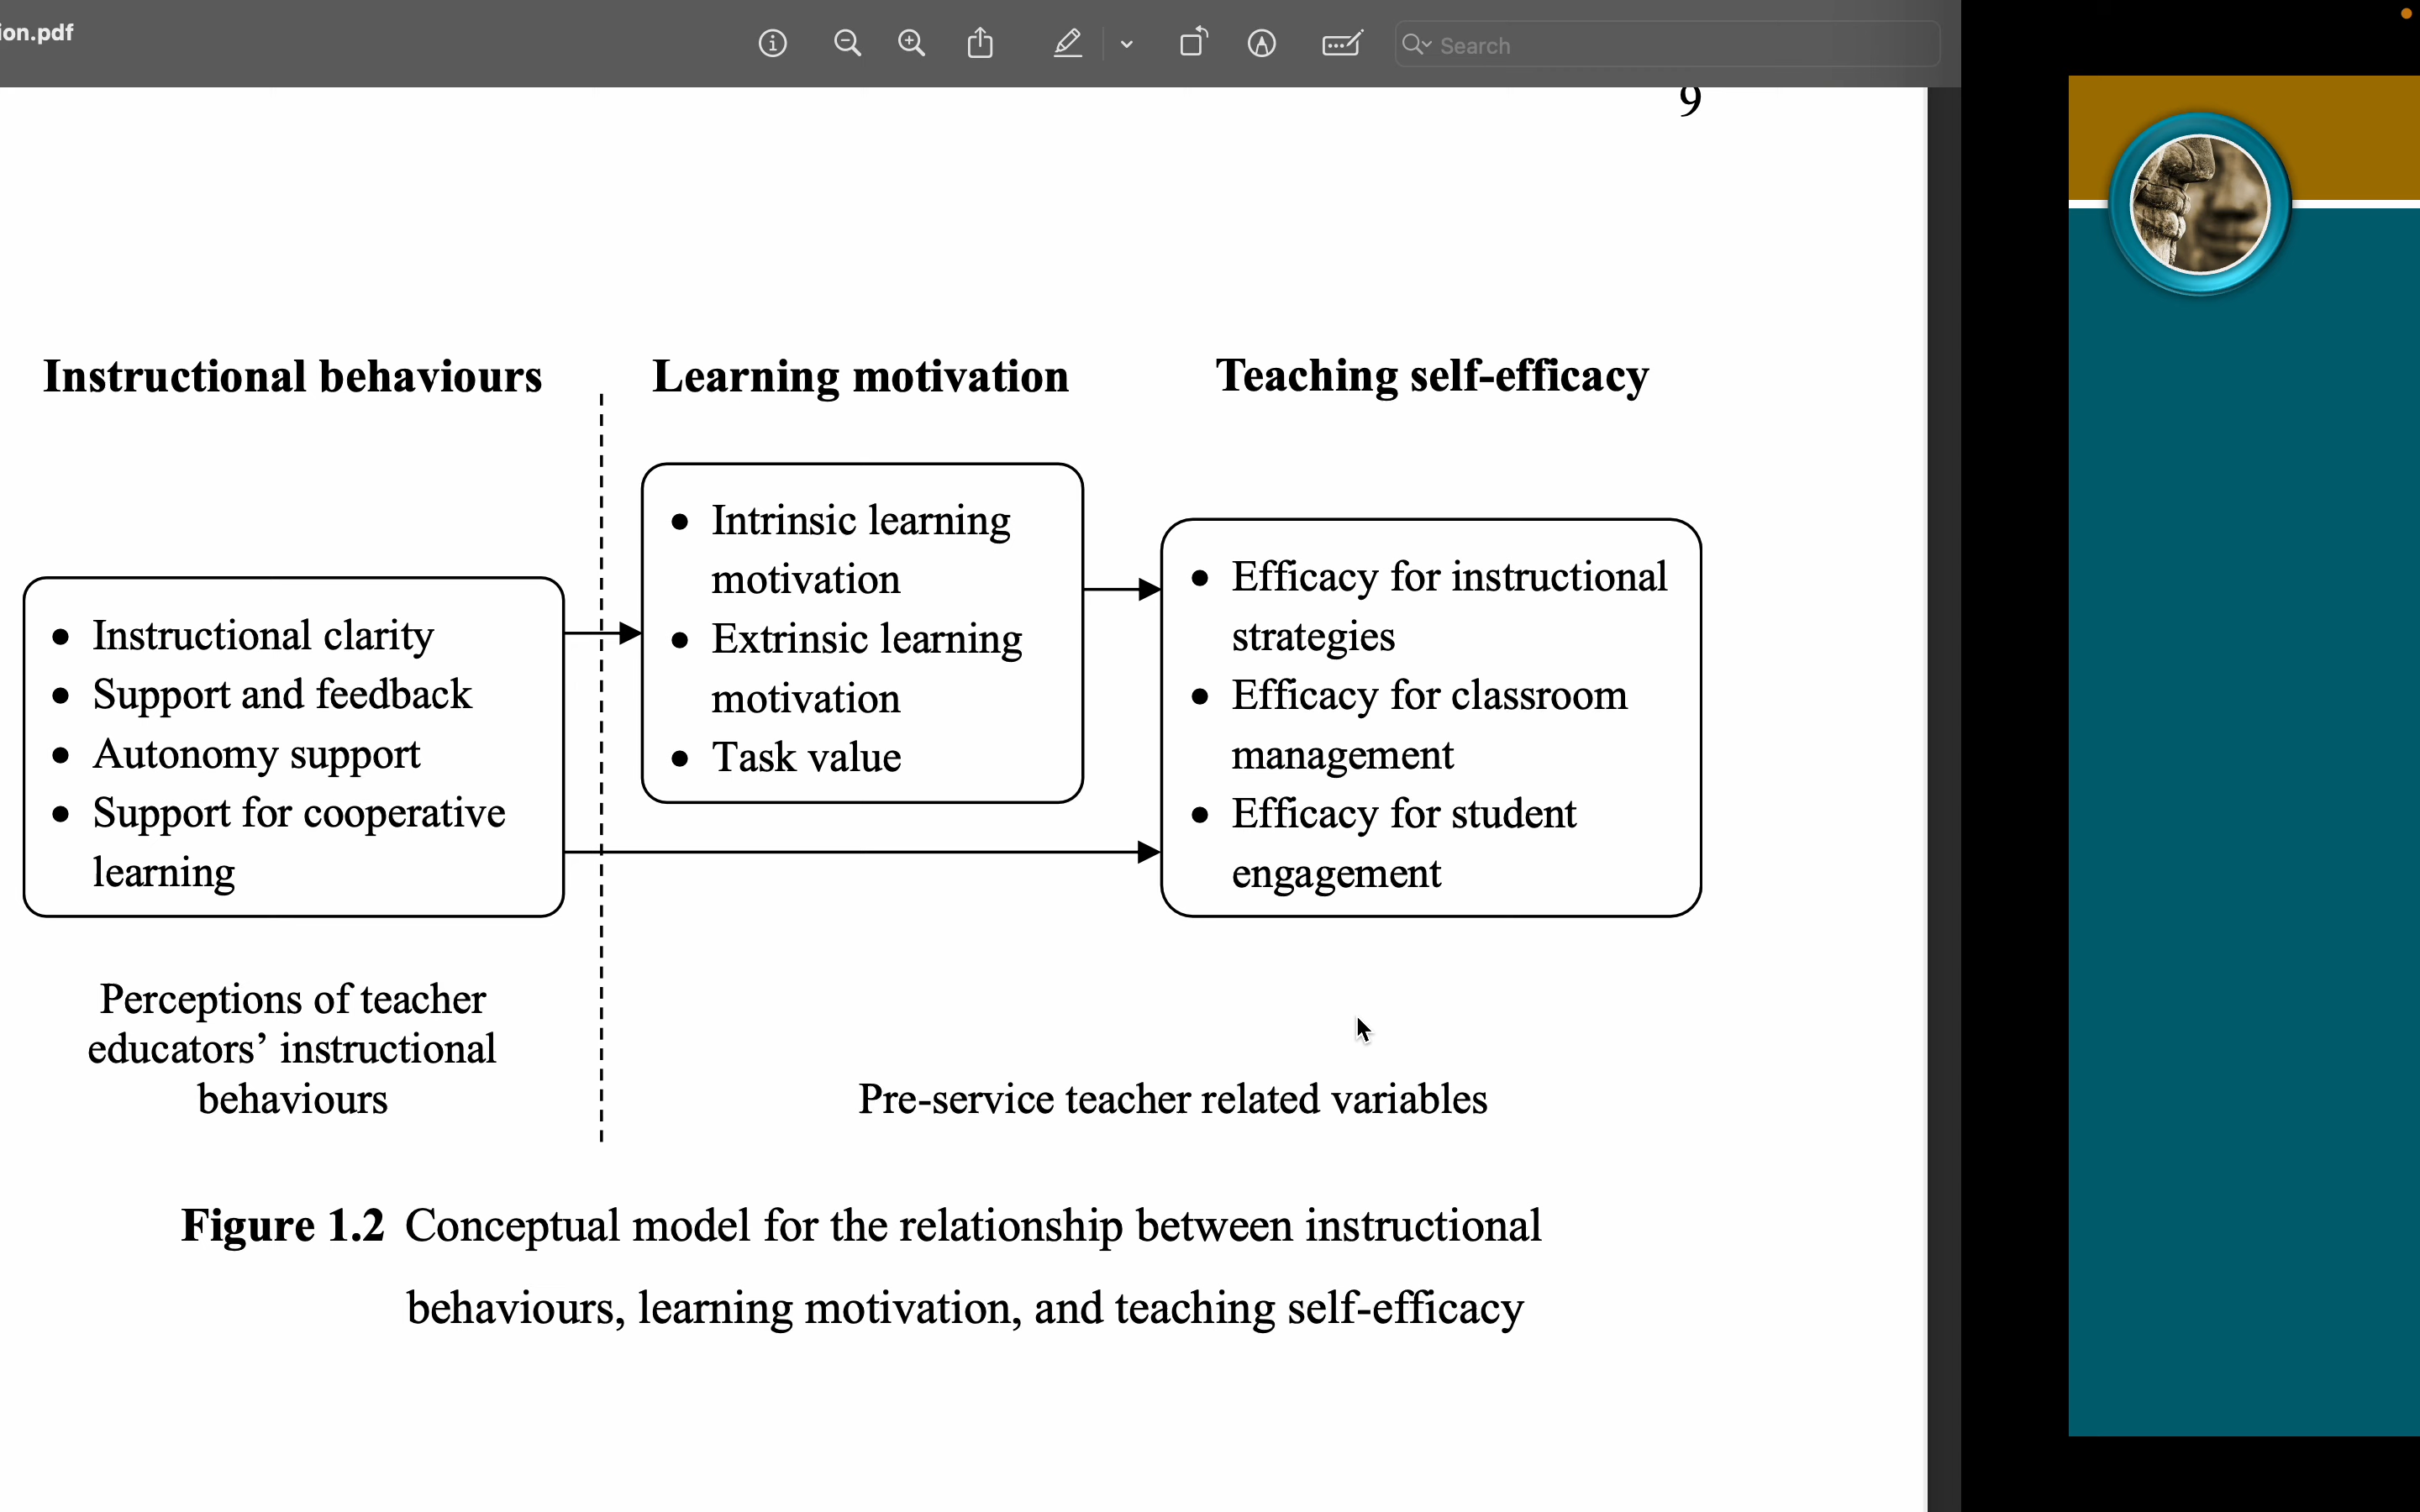 ion.pdf
Search
9
Instructional behaviours
Learning motivation
Teaching self-efficacy
● Instructional clarity
● Support and feedback
● Autonomy support
● Support for cooperative
learning
● Intrinsic learning
motivation
● Extrinsic learning
motivation
● Task value
● Efficacy for instructional
strategies
● Efficacy for classroom
management
● Efficacy for student
engagement
Perceptions of teacher
educators’ instructional
behaviours
Pre-service teacher related variables
Figure 1.2 Conceptual model for the relationship between instructional
behaviours, learning motivation, and teaching self-efficacy